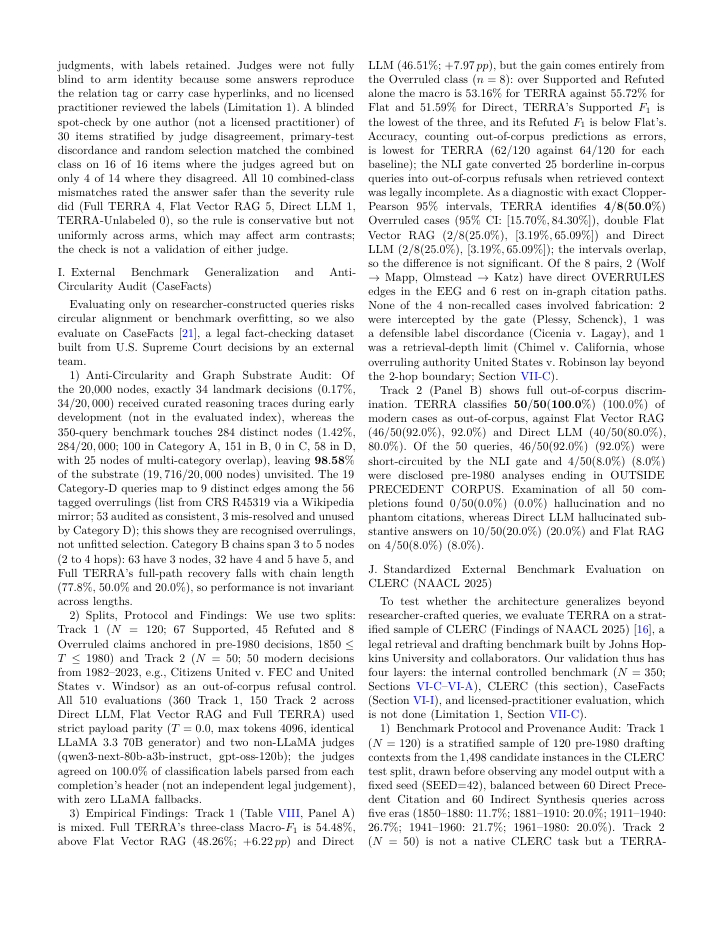 judgments, with labels retained. Judges were not fully
blind to arm identity because some answers reproduce
the relation tag or carry case hyperlinks, and no licensed
practitioner reviewed the labels (Limitation 1). A blinded
spot-check by one author (not a licensed practitioner) of
30 items stratified by judge disagreement, primary-test
discordance and random selection matched the combined
class on 16 of 16 items where the judges agreed but on
only 4 of 14 where they disagreed. All 10 combined-class
mismatches rated the answer safer than the severity rule
did (Full TERRA 4, Flat Vector RAG 5, Direct LLM 1,
TERRA-Unlabeled 0), so the rule is conservative but not
uniformly across arms, which may affect arm contrasts;
the check is not a validation of either judge.
I. External Benchmark Generalization and Anti-
Circularity Audit (CaseFacts)
Evaluating only on researcher-constructed queries risks
circular alignment or benchmark overfitting, so we also
evaluate on CaseFacts [21], a legal fact-checking dataset
built from U.S. Supreme Court decisions by an external
team.
1) Anti-Circularity and Graph Substrate Audit: Of
the 20,000 nodes, exactly 34 landmark decisions (0.17%,
34/20,000) received curated reasoning traces during early
development (not in the evaluated index), whereas the
350-query benchmark touches 284 distinct nodes (1.42%,
284/20,000; 100 in Category A, 151 in B, 0 in C, 58 in D,
with 25 nodes of multi-category overlap), leaving 98.58%
of the substrate (19,716/20,000 nodes) unvisited. The 19
Category-D queries map to 9 distinct edges among the 56
tagged overrulings (list from CRS R45319 via a Wikipedia
mirror; 53 audited as consistent, 3 mis-resolved and unused
by Category D); this shows they are recognised overrulings,
not unfitted selection. Category B chains span 3 to 5 nodes
(2 to 4 hops): 63 have 3 nodes, 32 have 4 and 5 have 5, and
Full TERRA's full-path recovery falls with chain length
(77.8%, 50.0% and 20.0%), so performance is not invariant
across lengths.
2) Splits, Protocol and Findings: We use two splits:
Track 1 (N = 120; 67 Supported, 45 Refuted and 8
Overruled claims anchored in pre-1980 decisions, 1850 ≤
T ≤ 1980) and Track 2 (N = 50; 50 modern decisions
from 1982–2023, e.g., Citizens United v. FEC and United
States v. Windsor) as an out-of-corpus refusal control.
All 510 evaluations (360 Track 1, 150 Track 2 across
Direct LLM, Flat Vector RAG and Full TERRA) used
strict payload parity (T = 0.0, max tokens 4096, identical
LLaMA 3.3 70B generator) and two non-LLaMA judges
(qwen3-next-80b-a3b-instruct, gpt-oss-120b); the judges
agreed on 100.0% of classification labels parsed from each
completion's header (not an independent legal judgement),
with zero LLaMA fallbacks.
3) Empirical Findings: Track 1 (Table VIII, Panel A)
is mixed. Full TERRA's three-class Macro-F1 is 54.48%,
above Flat Vector RAG (48.26%; +6.22 pp) and Direct
LLM (46.51%; +7.97 pp), but the gain comes entirely from
the Overruled class (n = 8): over Supported and Refuted
alone the macro is 53.16% for TERRA against 55.72% for
Flat and 51.59% for Direct, TERRA's Supported F1 is
the lowest of the three, and its Refuted F1 is below Flat's.
Accuracy, counting out-of-corpus predictions as errors,
is lowest for TERRA (62/120 against 64/120 for each
baseline); the NLI gate converted 25 borderline in-corpus
queries into out-of-corpus refusals when retrieved context
was legally incomplete. As a diagnostic with exact Clopper-
Pearson 95% intervals, TERRA identifies 4/8(50.0%)
Overruled cases (95% CI: [15.70%, 84.30%]), double Flat
Vector RAG (2/8(25.0%), [3.19%, 65.09%]) and Direct
LLM (2/8(25.0%), [3.19%, 65.09%]); the intervals overlap,
so the difference is not significant. Of the 8 pairs, 2 (Wolf
→ Mapp, Olmstead → Katz) have direct OVERRULES
edges in the EEG and 6 rest on in-graph citation paths.
None of the 4 non-recalled cases involved fabrication: 2
were intercepted by the gate (Plessy, Schenck), 1 was
a defensible label discordance (Cicenia v. Lagay), and 1
was a retrieval-depth limit (Chimel v. California, whose
overruling authority United States v. Robinson lay beyond
the 2-hop boundary; Section VII-C).
Track 2 (Panel B) shows full out-of-corpus discrim-
ination. TERRA classifies 50/50(100.0%) (100.0%) of
modern cases as out-of-corpus, against Flat Vector RAG
(46/50(92.0%), 92.0%) and Direct LLM (40/50(80.0%),
80.0%). Of the 50 queries, 46/50(92.0%) (92.0%) were
short-circuited by the NLI gate and 4/50(8.0%) (8.0%)
were disclosed pre-1980 analyses ending in OUTSIDE
PRECEDENT CORPUS. Examination of all 50 com-
pletions found 0/50(0.0%) (0.0%) hallucination and no
phantom citations, whereas Direct LLM hallucinated sub-
stantive answers on 10/50(20.0%) (20.0%) and Flat RAG
on 4/50(8.0%) (8.0%).
J. Standardized External Benchmark Evaluation on
CLERC (NAACL 2025)
To test whether the architecture generalizes beyond
researcher-crafted queries, we evaluate TERRA on a strat-
ified sample of CLERC (Findings of NAACL 2025) [16], a
legal retrieval and drafting benchmark built by Johns Hop-
kins University and collaborators. Our validation thus has
four layers: the internal controlled benchmark (N = 350;
Sections VI-C–VI-A), CLERC (this section), CaseFacts
(Section VI-I), and licensed-practitioner evaluation, which
is not done (Limitation 1, Section VII-C).
1) Benchmark Protocol and Provenance Audit: Track 1
(N = 120) is a stratified sample of 120 pre-1980 drafting
contexts from the 1,498 candidate instances in the CLERC
test split, drawn before observing any model output with a
fixed seed (SEED=42), balanced between 60 Direct Prece-
dent Citation and 60 Indirect Synthesis queries across
five eras (1850–1880: 11.7%; 1881–1910: 20.0%; 1911–1940:
26.7%; 1941–1960: 21.7%; 1961–1980: 20.0%). Track 2
(N = 50) is not a native CLERC task but a TERRA-